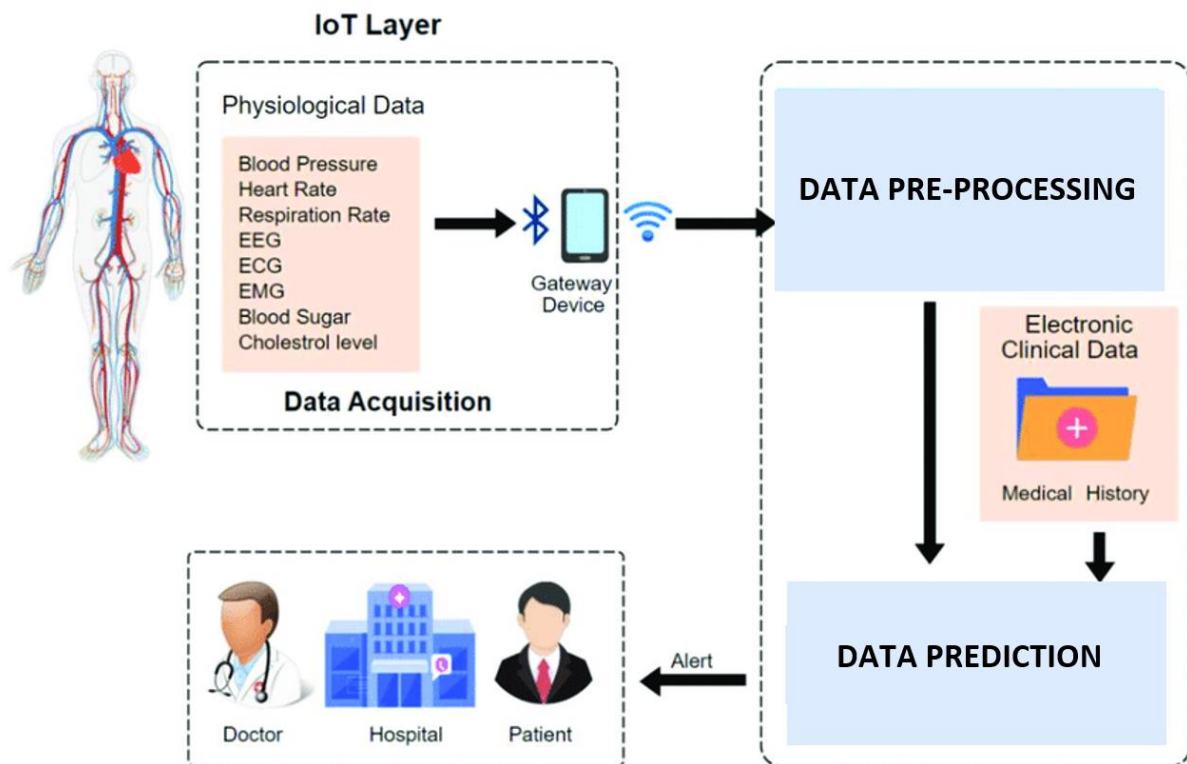 IoT Layer
Physiological Data
Blood Pressure
Heart Rate
Respiration Rate
EEG
ECG
EMG
Blood Sugar
Cholestrol level
Data Acquisition
Gateway
Device
DATA PRE-PROCESSING
Electronic
Clinical Data
Medical History
DATA PREDICTION
Alert
Doctor
Hospital
Patient